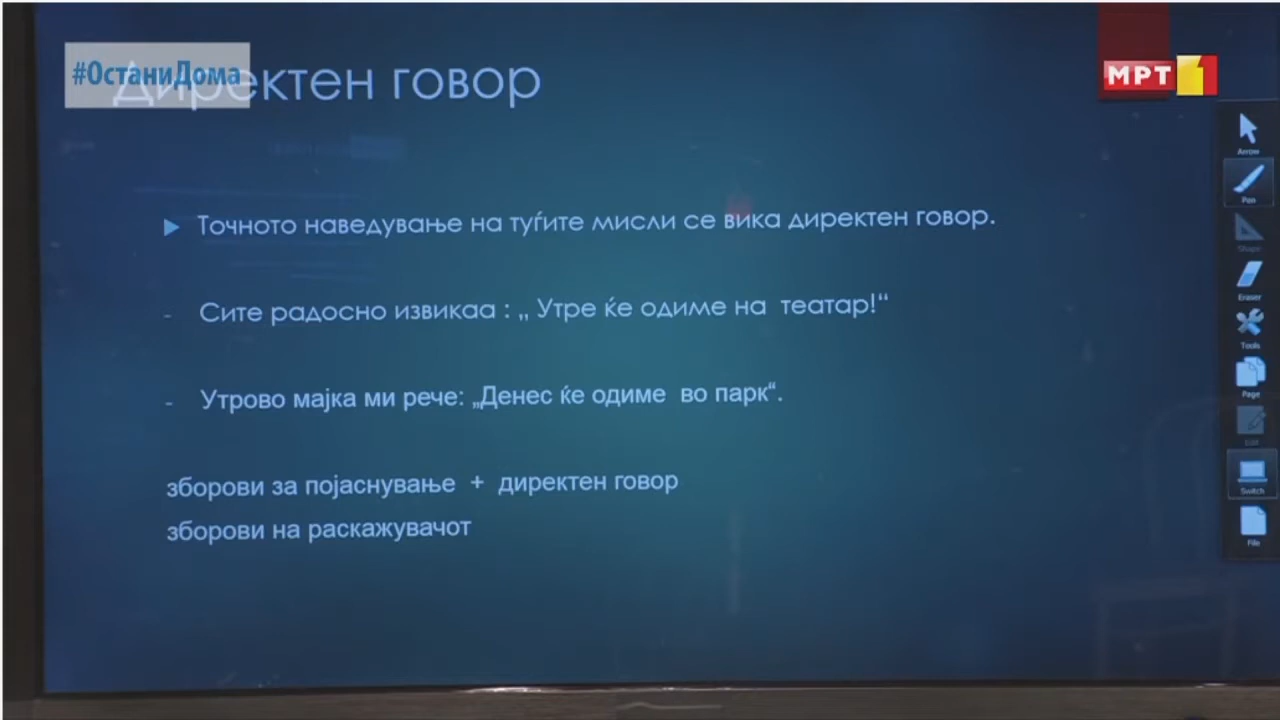 #ОстаниДома
Директен говор
МРТ 1
Точното наведување на туѓите мисли се вика директен говор.
- Сите радосно извикаа : „ Утре ќе одиме на театар!“
- Утрово мајка ми рече: „Денес ќе одиме во парк“.
зборови за појаснување + директен говор
зборови на раскажувачот
Arrow
Pen
Shape
Eraser
Tools
Page
Edit
Switch
File